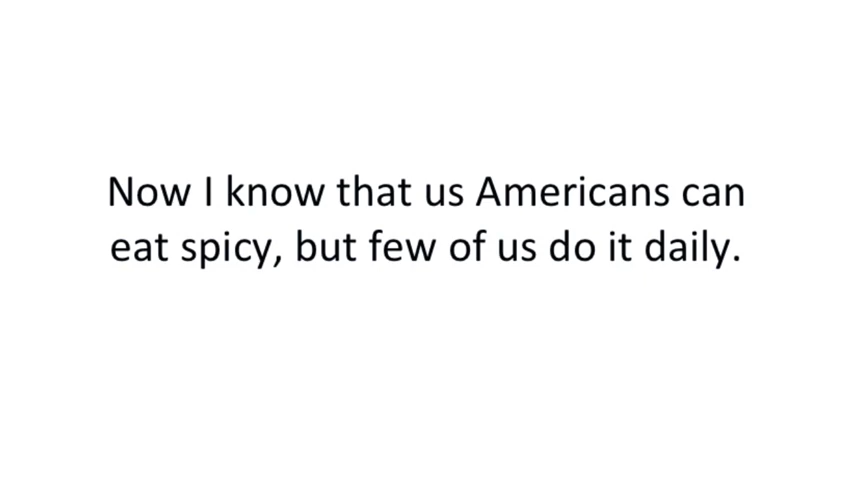 Now I know that us Americans can
eat spicy, but few of us do it daily.